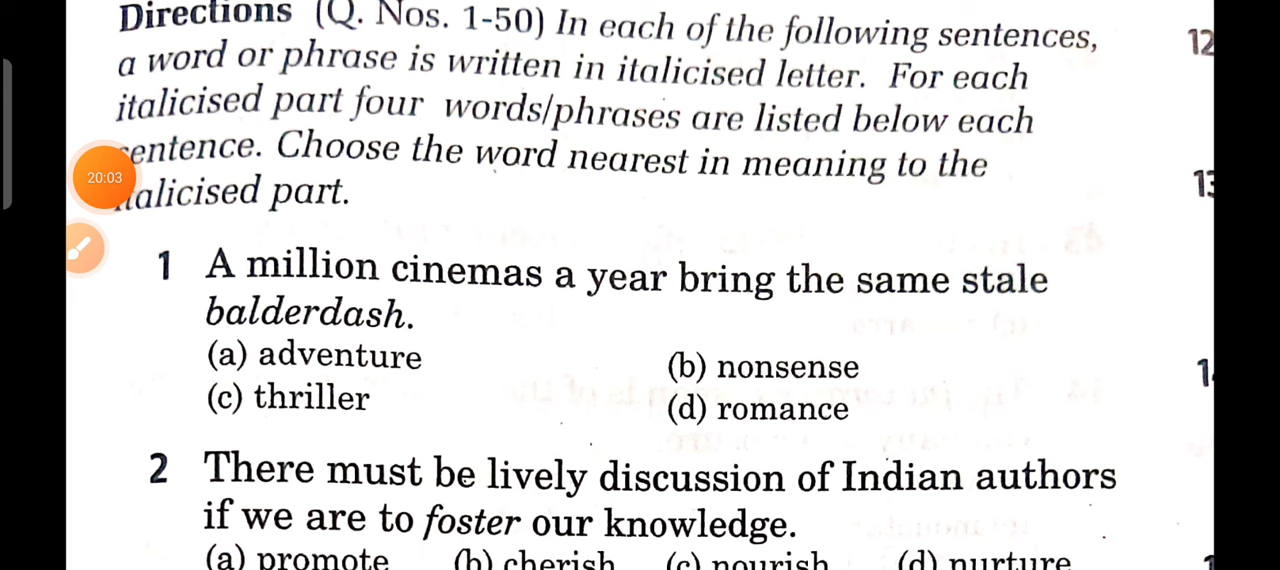 Directions (Q. Nos. 1-50) In each of the following sentences,
a word or phrase is written in italicised letter. For each
italicised part four words/phrases are listed below each
sentence. Choose the word nearest in meaning to the
italicised part.
20:03
12
13
1 A million cinemas a year bring the same stale
balderdash.
(a) adventure (b) nonsense
(c) thriller (d) romance
2 There must be lively discussion of Indian authors
if we are to foster our knowledge.
(a) promote (b) cherish (c) nourish (d) nurture